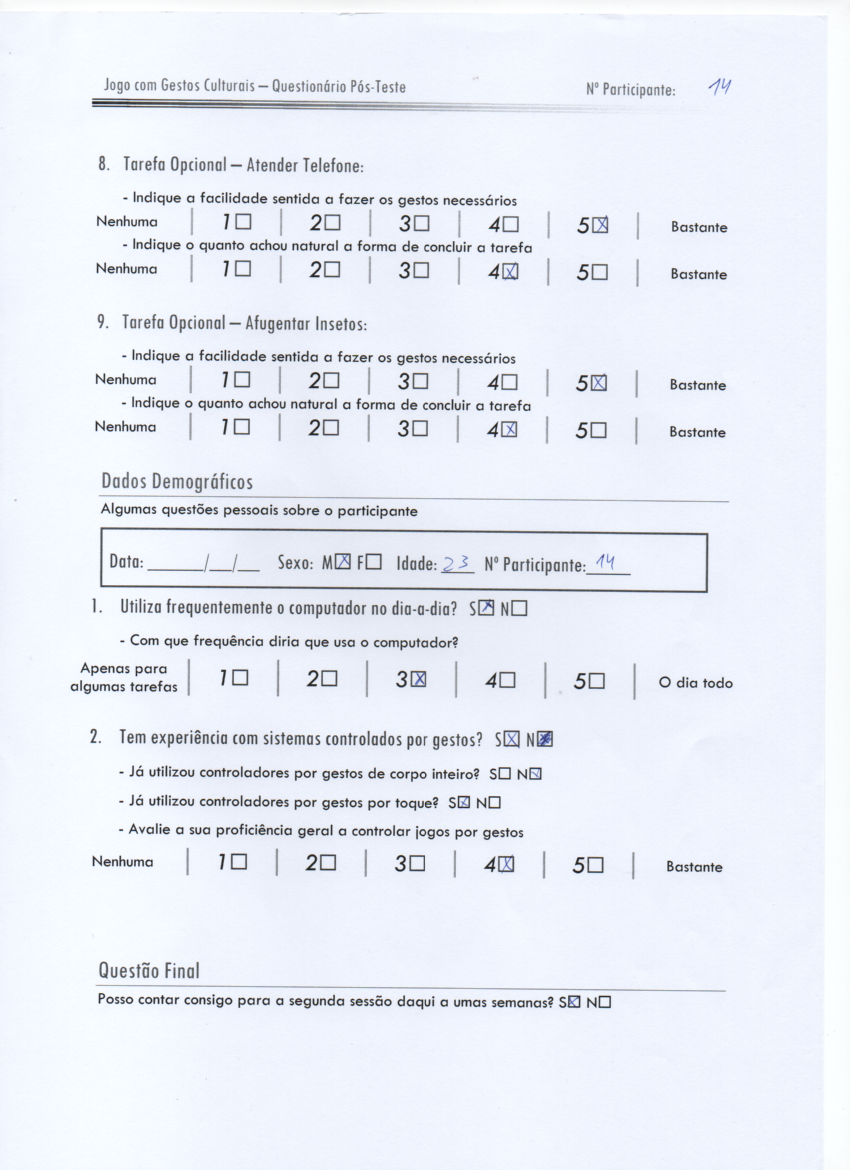 Jogo com Gestos Culturais – Questionário Pós-Teste Nº Participante: 14
8. Tarefa Opcional – Atender Telefone:
- Indique a facilidade sentida a fazer os gestos necessários
Nenhuma | 1☐ | 2☐ | 3☐ | 4☐ | 5☒ | Bastante
- Indique o quanto achou natural a forma de concluir a tarefa
Nenhuma | 1☐ | 2☐ | 3☐ | 4☒ | 5☐ | Bastante
9. Tarefa Opcional – Afugentar Insetos:
- Indique a facilidade sentida a fazer os gestos necessários
Nenhuma | 1☐ | 2☐ | 3☐ | 4☐ | 5☒ | Bastante
- Indique o quanto achou natural a forma de concluir a tarefa
Nenhuma | 1☐ | 2☐ | 3☐ | 4☒ | 5☐ | Bastante
Dados Demográficos
Algumas questões pessoais sobre o participante
Data: ______/__/__ Sexo: M☒ F☐ Idade: 23 Nº Participante: 14
1. Utiliza frequentemente o computador no dia-a-dia? S☒ N☐
- Com que frequência diria que usa o computador?
Apenas para
algumas tarefas | 1☐ | 2☐ | 3☒ | 4☐ | 5☐ | O dia todo
2. Tem experiência com sistemas controlados por gestos? S☒ N■
- Já utilizou controladores por gestos de corpo inteiro? S☐ N☒
- Já utilizou controladores por gestos por toque? S☒ N☐
- Avalie a sua proficiência geral a controlar jogos por gestos
Nenhuma | 1☐ | 2☐ | 3☐ | 4☒ | 5☐ | Bastante
Questão Final
Posso contar consigo para a segunda sessão daqui a umas semanas? S☒ N☐